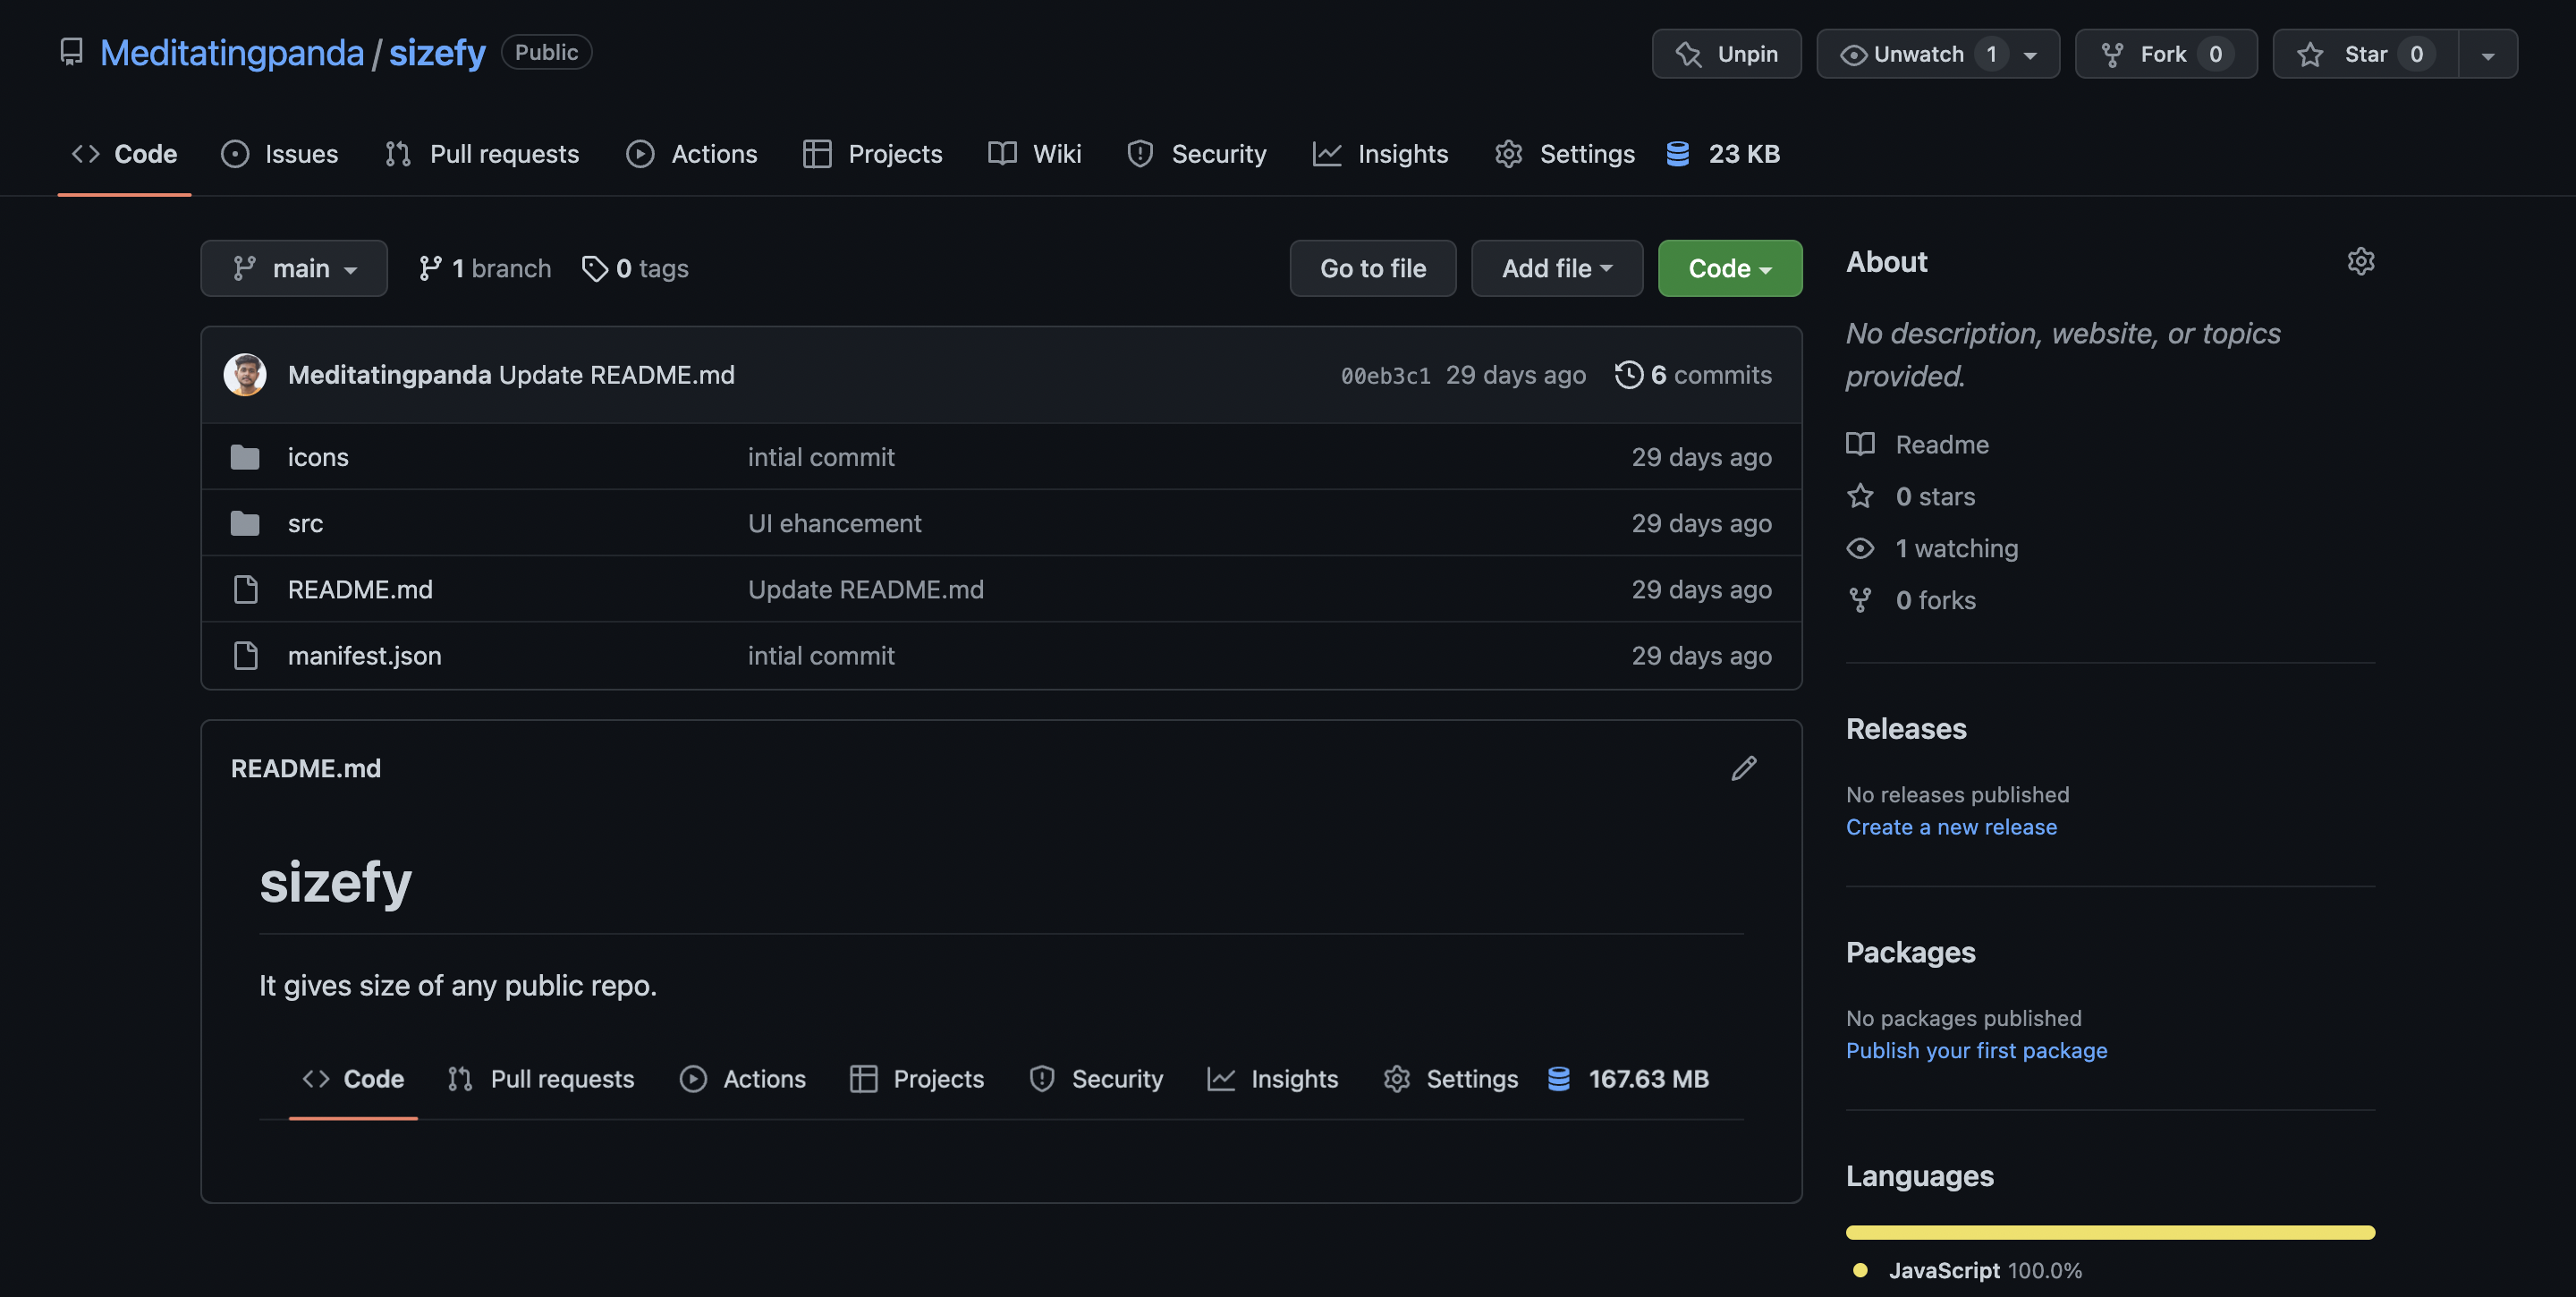 Meditatingpanda / sizefy Public
Unpin Unwatch 1 Fork 0 Star 0
Code Issues Pull requests Actions Projects Wiki Security Insights Settings 23 KB
main 1 branch 0 tags Go to file Add file Code
Meditatingpanda Update README.md 00eb3c1 29 days ago 6 commits
icons intial commit 29 days ago
src UI ehancement 29 days ago
README.md Update README.md 29 days ago
manifest.json intial commit 29 days ago
README.md
sizefy
It gives size of any public repo.
Code Pull requests Actions Projects Security Insights Settings 167.63 MB
About
No description, website, or topics
provided.
Readme
0 stars
1 watching
0 forks
Releases
No releases published
Create a new release
Packages
No packages published
Publish your first package
Languages
JavaScript 100.0%